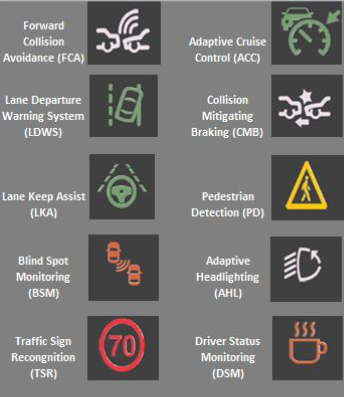 Forward
Collision
Avoidance (FCA)
Adaptive Cruise
Control (ACC)
Lane Departure
Warning System
(LDWS)
Collision
Mitigating
Braking (CMB)
Lane Keep Assist
(LKA)
Pedestrian
Detection (PD)
Blind Spot
Monitoring
(BSM)
Adaptive
Headlighting
(AHL)
Traffic Sign
Recongnition
(TSR)
70
Driver Status
Monitoring
(DSM)